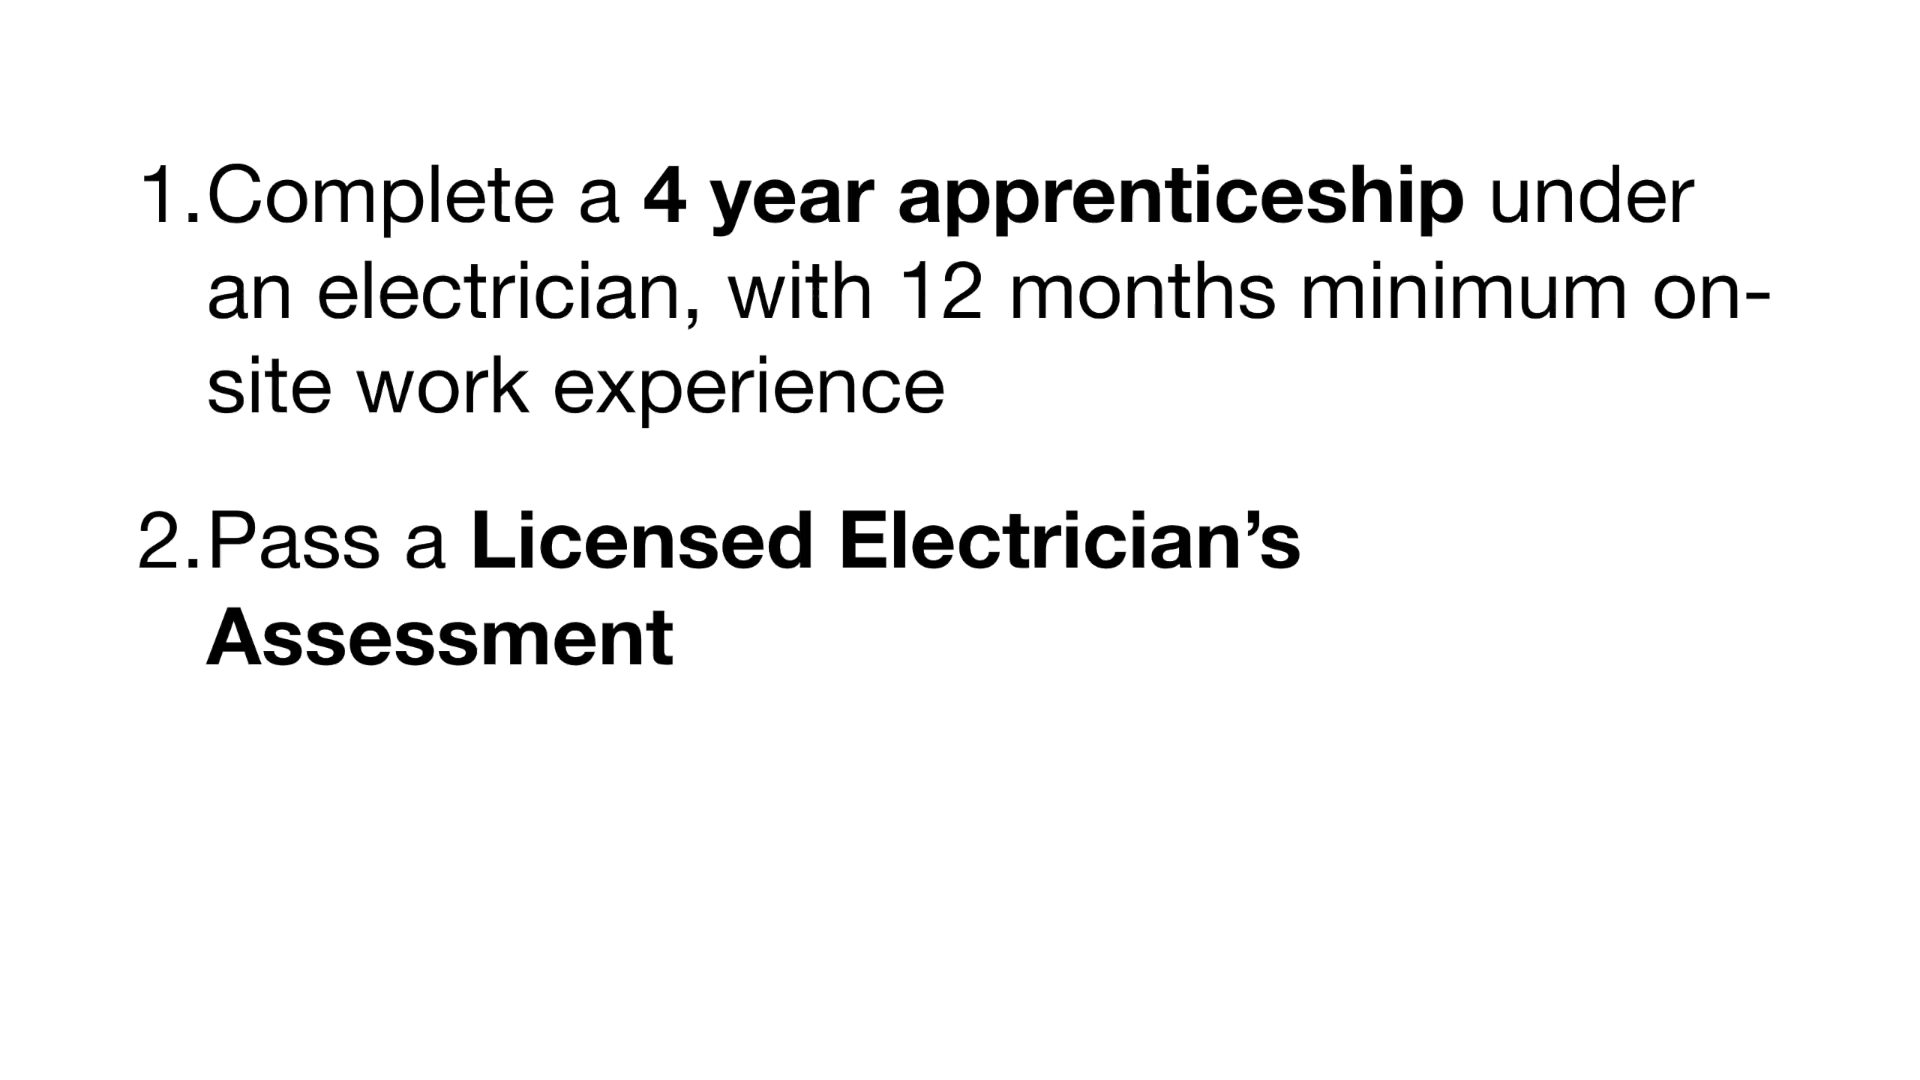 1.Complete a 4 year apprenticeship under
an electrician, with 12 months minimum on-
site work experience
2.Pass a Licensed Electrician’s
Assessment